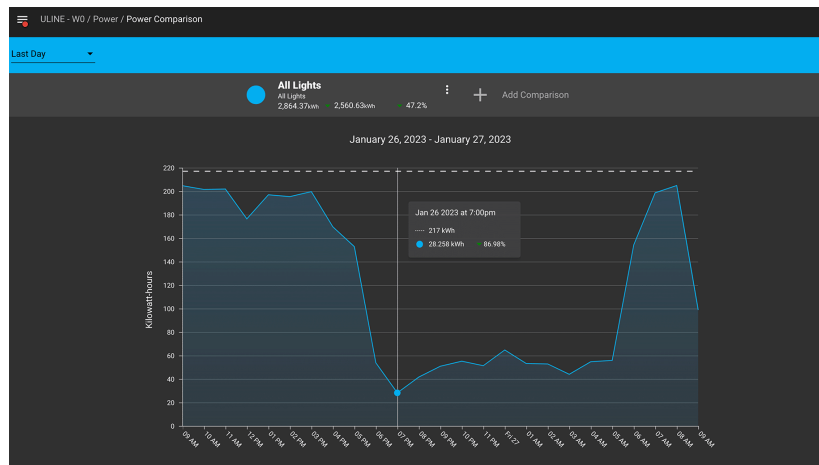 ULINE - W0 / Power / Power Comparison
Last Day
All Lights
All Lights
2,864.37kWh 2,560.63kWh 47.2%
Add Comparison
January 26, 2023 - January 27, 2023
Kilowatt-hours
220
200
180
160
140
120
100
80
60
40
20
0
Jan 26 2023 at 7:00pm
217 kWh
28.258 kWh 86.98%
09 AM
10 AM
11 AM
12 PM
01 PM
02 PM
03 PM
04 PM
05 PM
06 PM
07 PM
08 PM
09 PM
10 PM
11 PM
Fri 27
01 AM
02 AM
03 AM
04 AM
05 AM
06 AM
07 AM
08 AM
09 AM